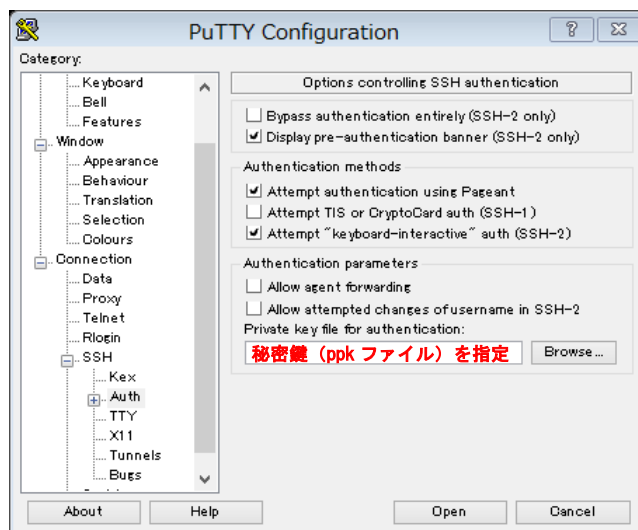 PuTTY Configuration
Category:
Keyboard
Bell
Features
Window
Appearance
Behaviour
Translation
Selection
Colours
Connection
Data
Proxy
Telnet
Rlogin
SSH
Kex
Auth
TTY
X11
Tunnels
Bugs
Options controlling SSH authentication
Bypass authentication entirely (SSH-2 only)
Display pre-authentication banner (SSH-2 only)
Authentication methods
Attempt authentication using Pageant
Attempt TIS or CryptoCard auth (SSH-1)
Attempt "keyboard-interactive" auth (SSH-2)
Authentication parameters
Allow agent forwarding
Allow attempted changes of username in SSH-2
Private key file for authentication:
秘密鍵（ppk ファイル）を指定
Browse...
About
Help
Open
Cancel